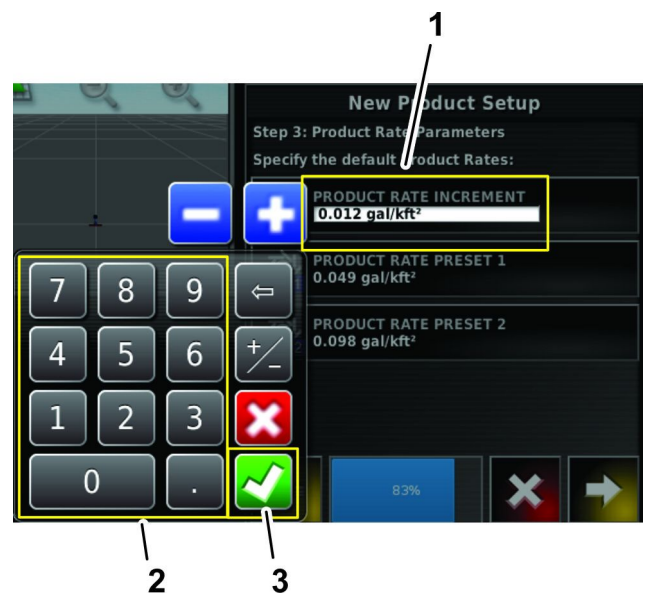 1
New Product Setup
Step 3: Product Rate Parameters
Specify the default Product Rates:
PRODUCT RATE INCREMENT
0.012 gal/kft²
PRODUCT RATE PRESET 1
0.049 gal/kft²
PRODUCT RATE PRESET 2
0.098 gal/kft²
7 8 9
4 5 6 +/-
1 2 3
0 .
83%
2 3